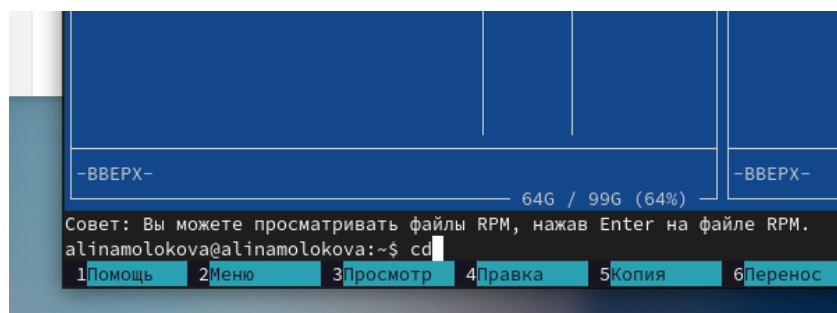 -ВВЕРХ-
-ВВЕРХ-
64G / 99G (64%)
Совет: Вы можете просматривать файлы RPM, нажав Enter на файле RPM.
alinamolokova@alinamolokova:~$ cd
1Помощь 2Меню 3Просмотр 4Правка 5Копия 6Перенос